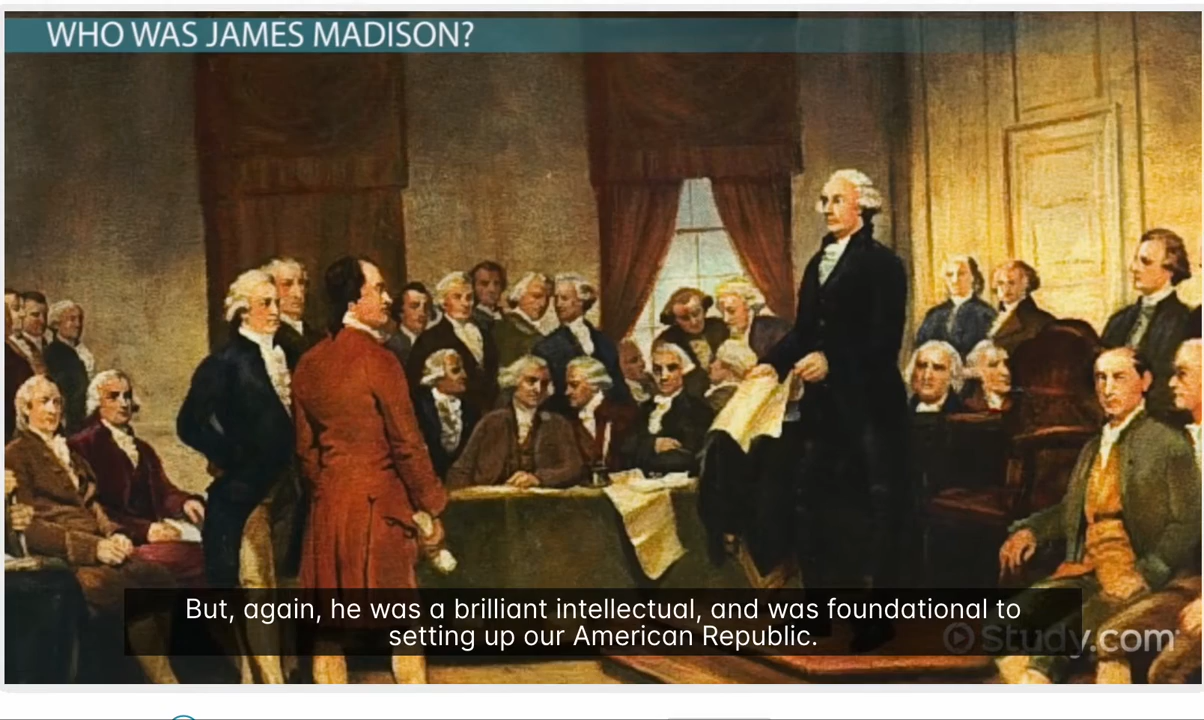 WHO WAS JAMES MADISON?
But, again, he was a brilliant intellectual, and was foundational to
setting up our American Republic.
Study.com